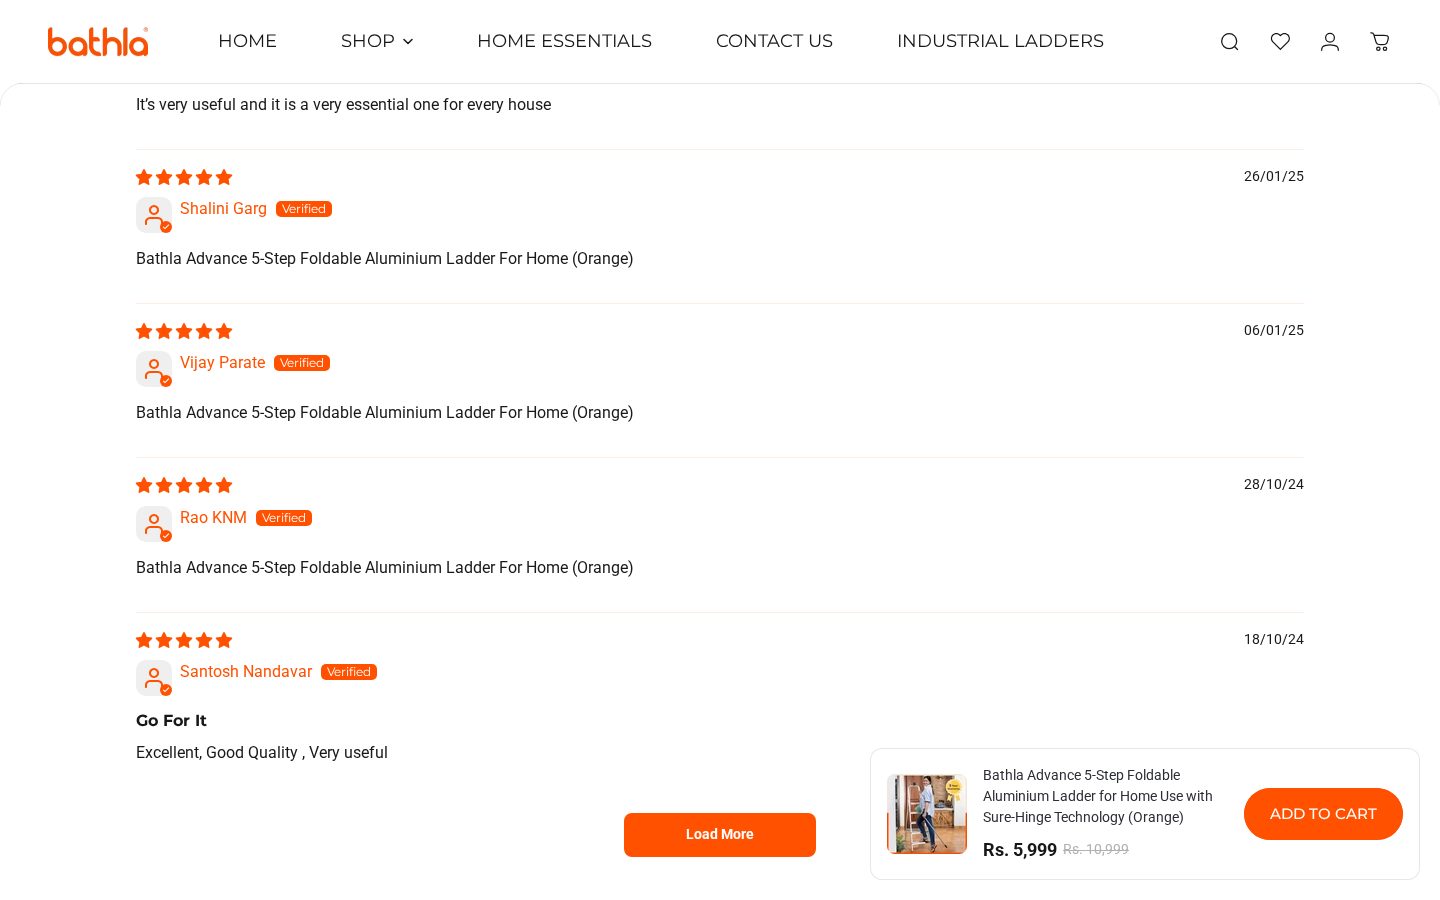 bathla
HOME
SHOP
HOME ESSENTIALS
CONTACT US
INDUSTRIAL LADDERS
It's very useful and it is a very essential one for every house
26/01/25
Shalini Garg Verified
Bathla Advance 5-Step Foldable Aluminium Ladder For Home (Orange)
06/01/25
Vijay Parate Verified
Bathla Advance 5-Step Foldable Aluminium Ladder For Home (Orange)
28/10/24
Rao KNM Verified
Bathla Advance 5-Step Foldable Aluminium Ladder For Home (Orange)
18/10/24
Santosh Nandavar Verified
Go For It
Excellent, Good Quality , Very useful
Load More
Bathla Advance 5-Step Foldable
Aluminium Ladder for Home Use with
Sure-Hinge Technology (Orange)
Rs. 5,999 Rs. 10,999
ADD TO CART